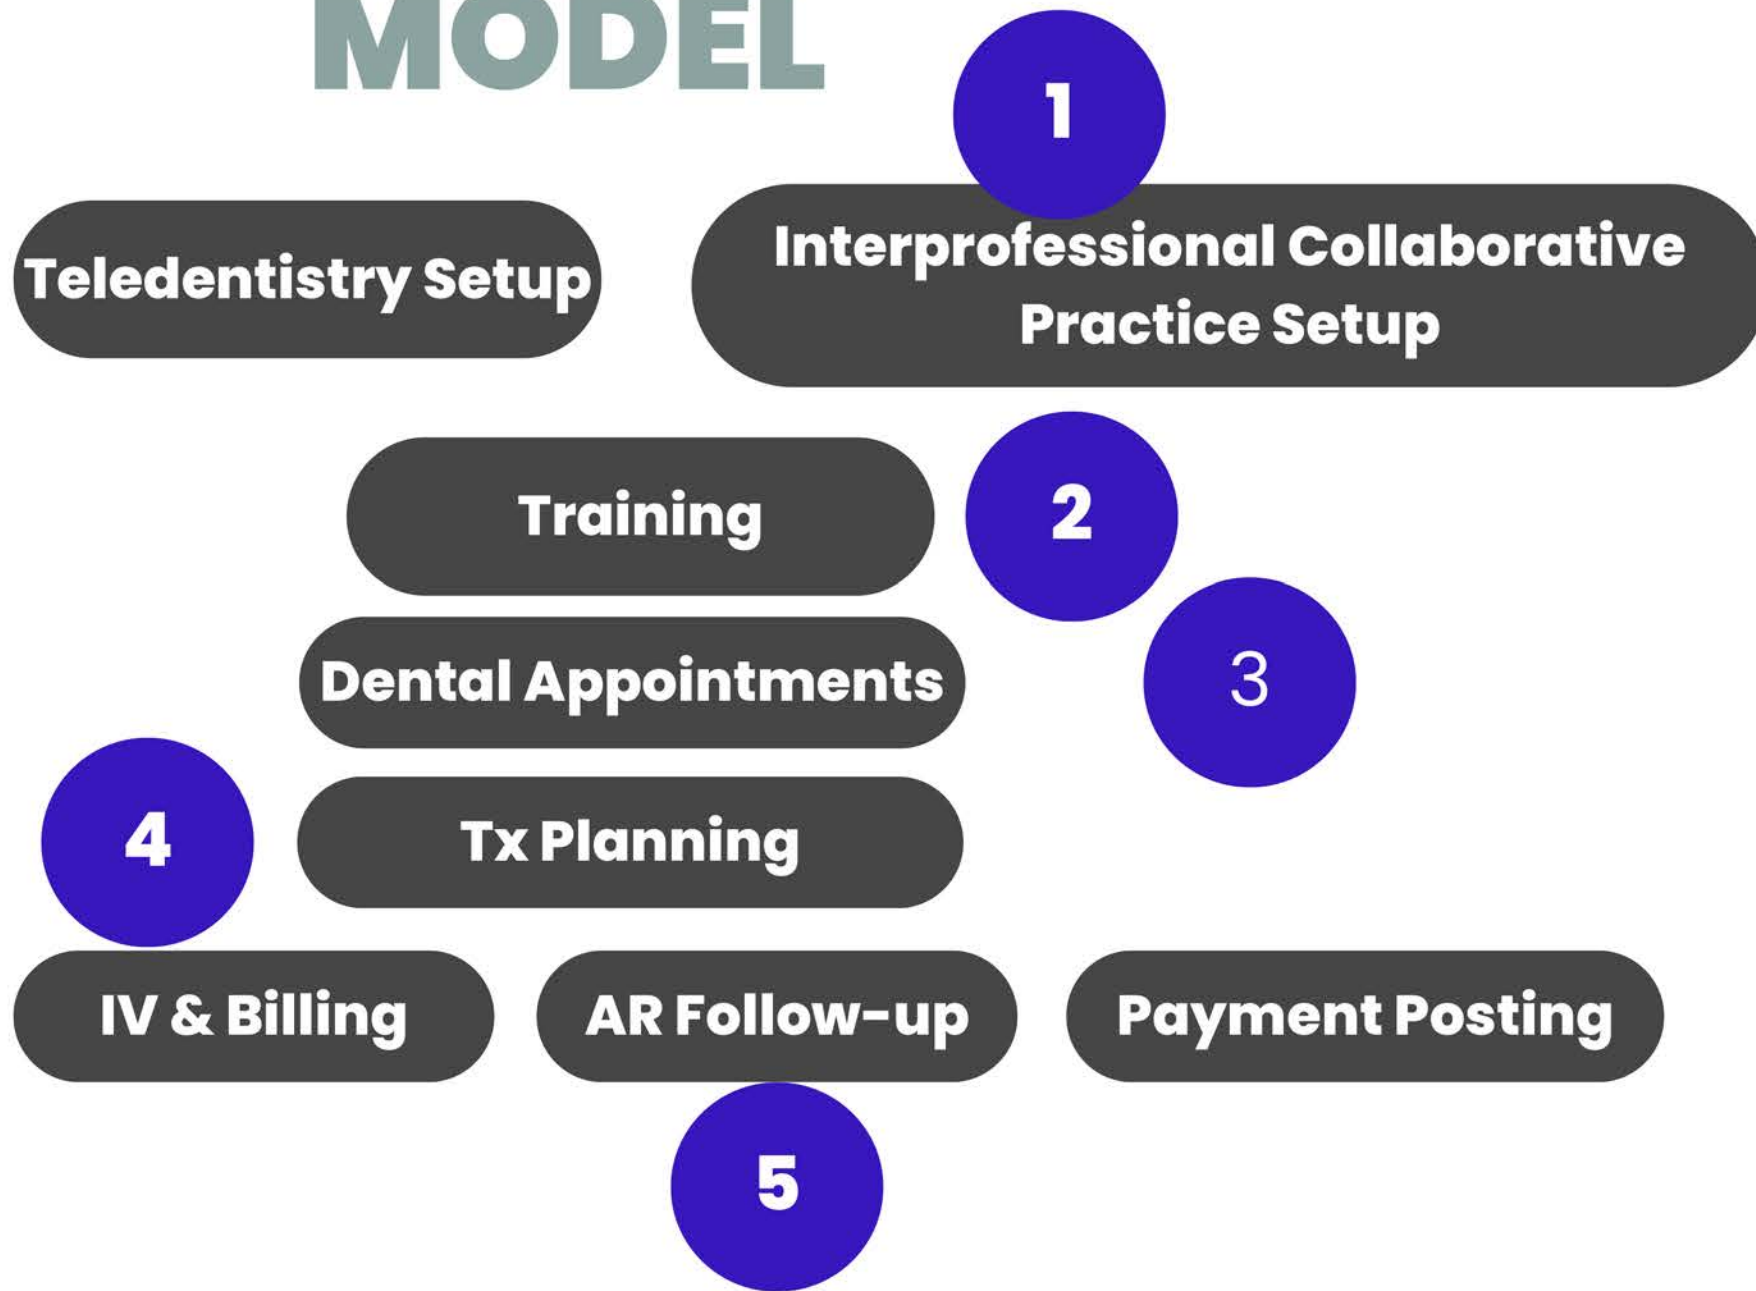 MODEL
1
Teledentistry Setup
Interprofessional Collaborative
Practice Setup
Training
2
Dental Appointments
3
4
Tx Planning
IV & Billing
AR Follow-up
Payment Posting
5